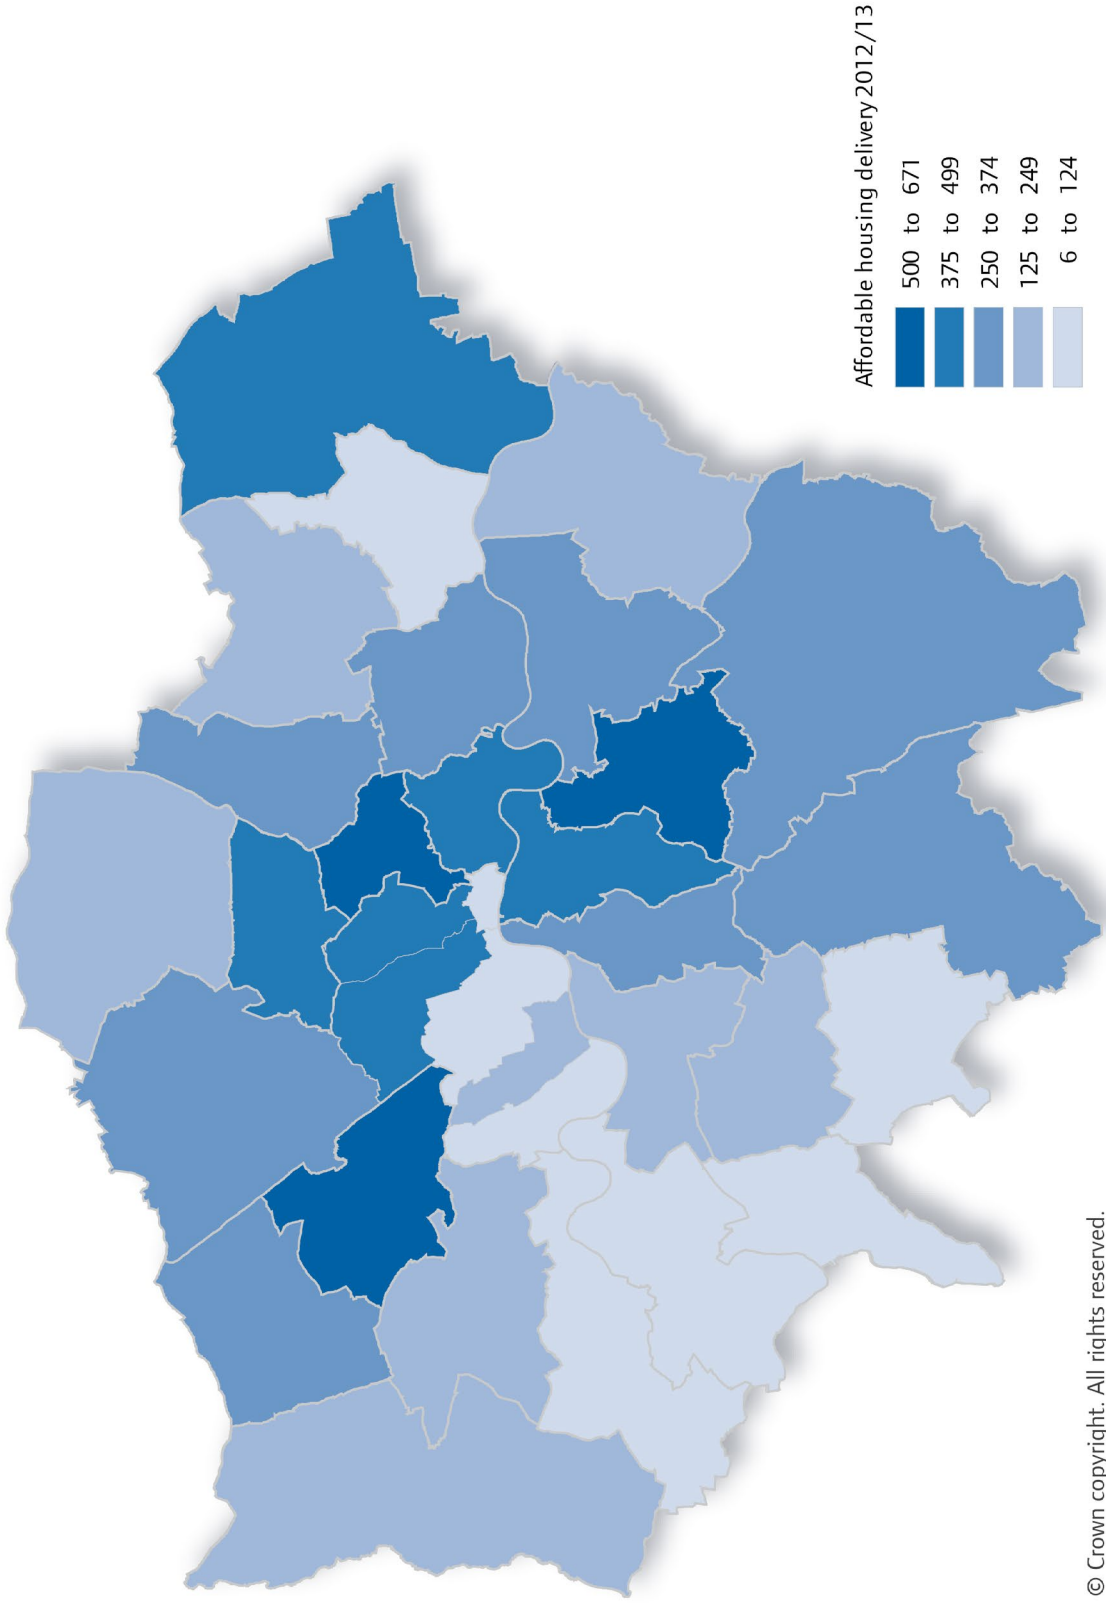 Affordable housing delivery 2012/13
500 to 671
375 to 499
250 to 374
125 to 249
6 to 124
© Crown copyright. All rights reserved.